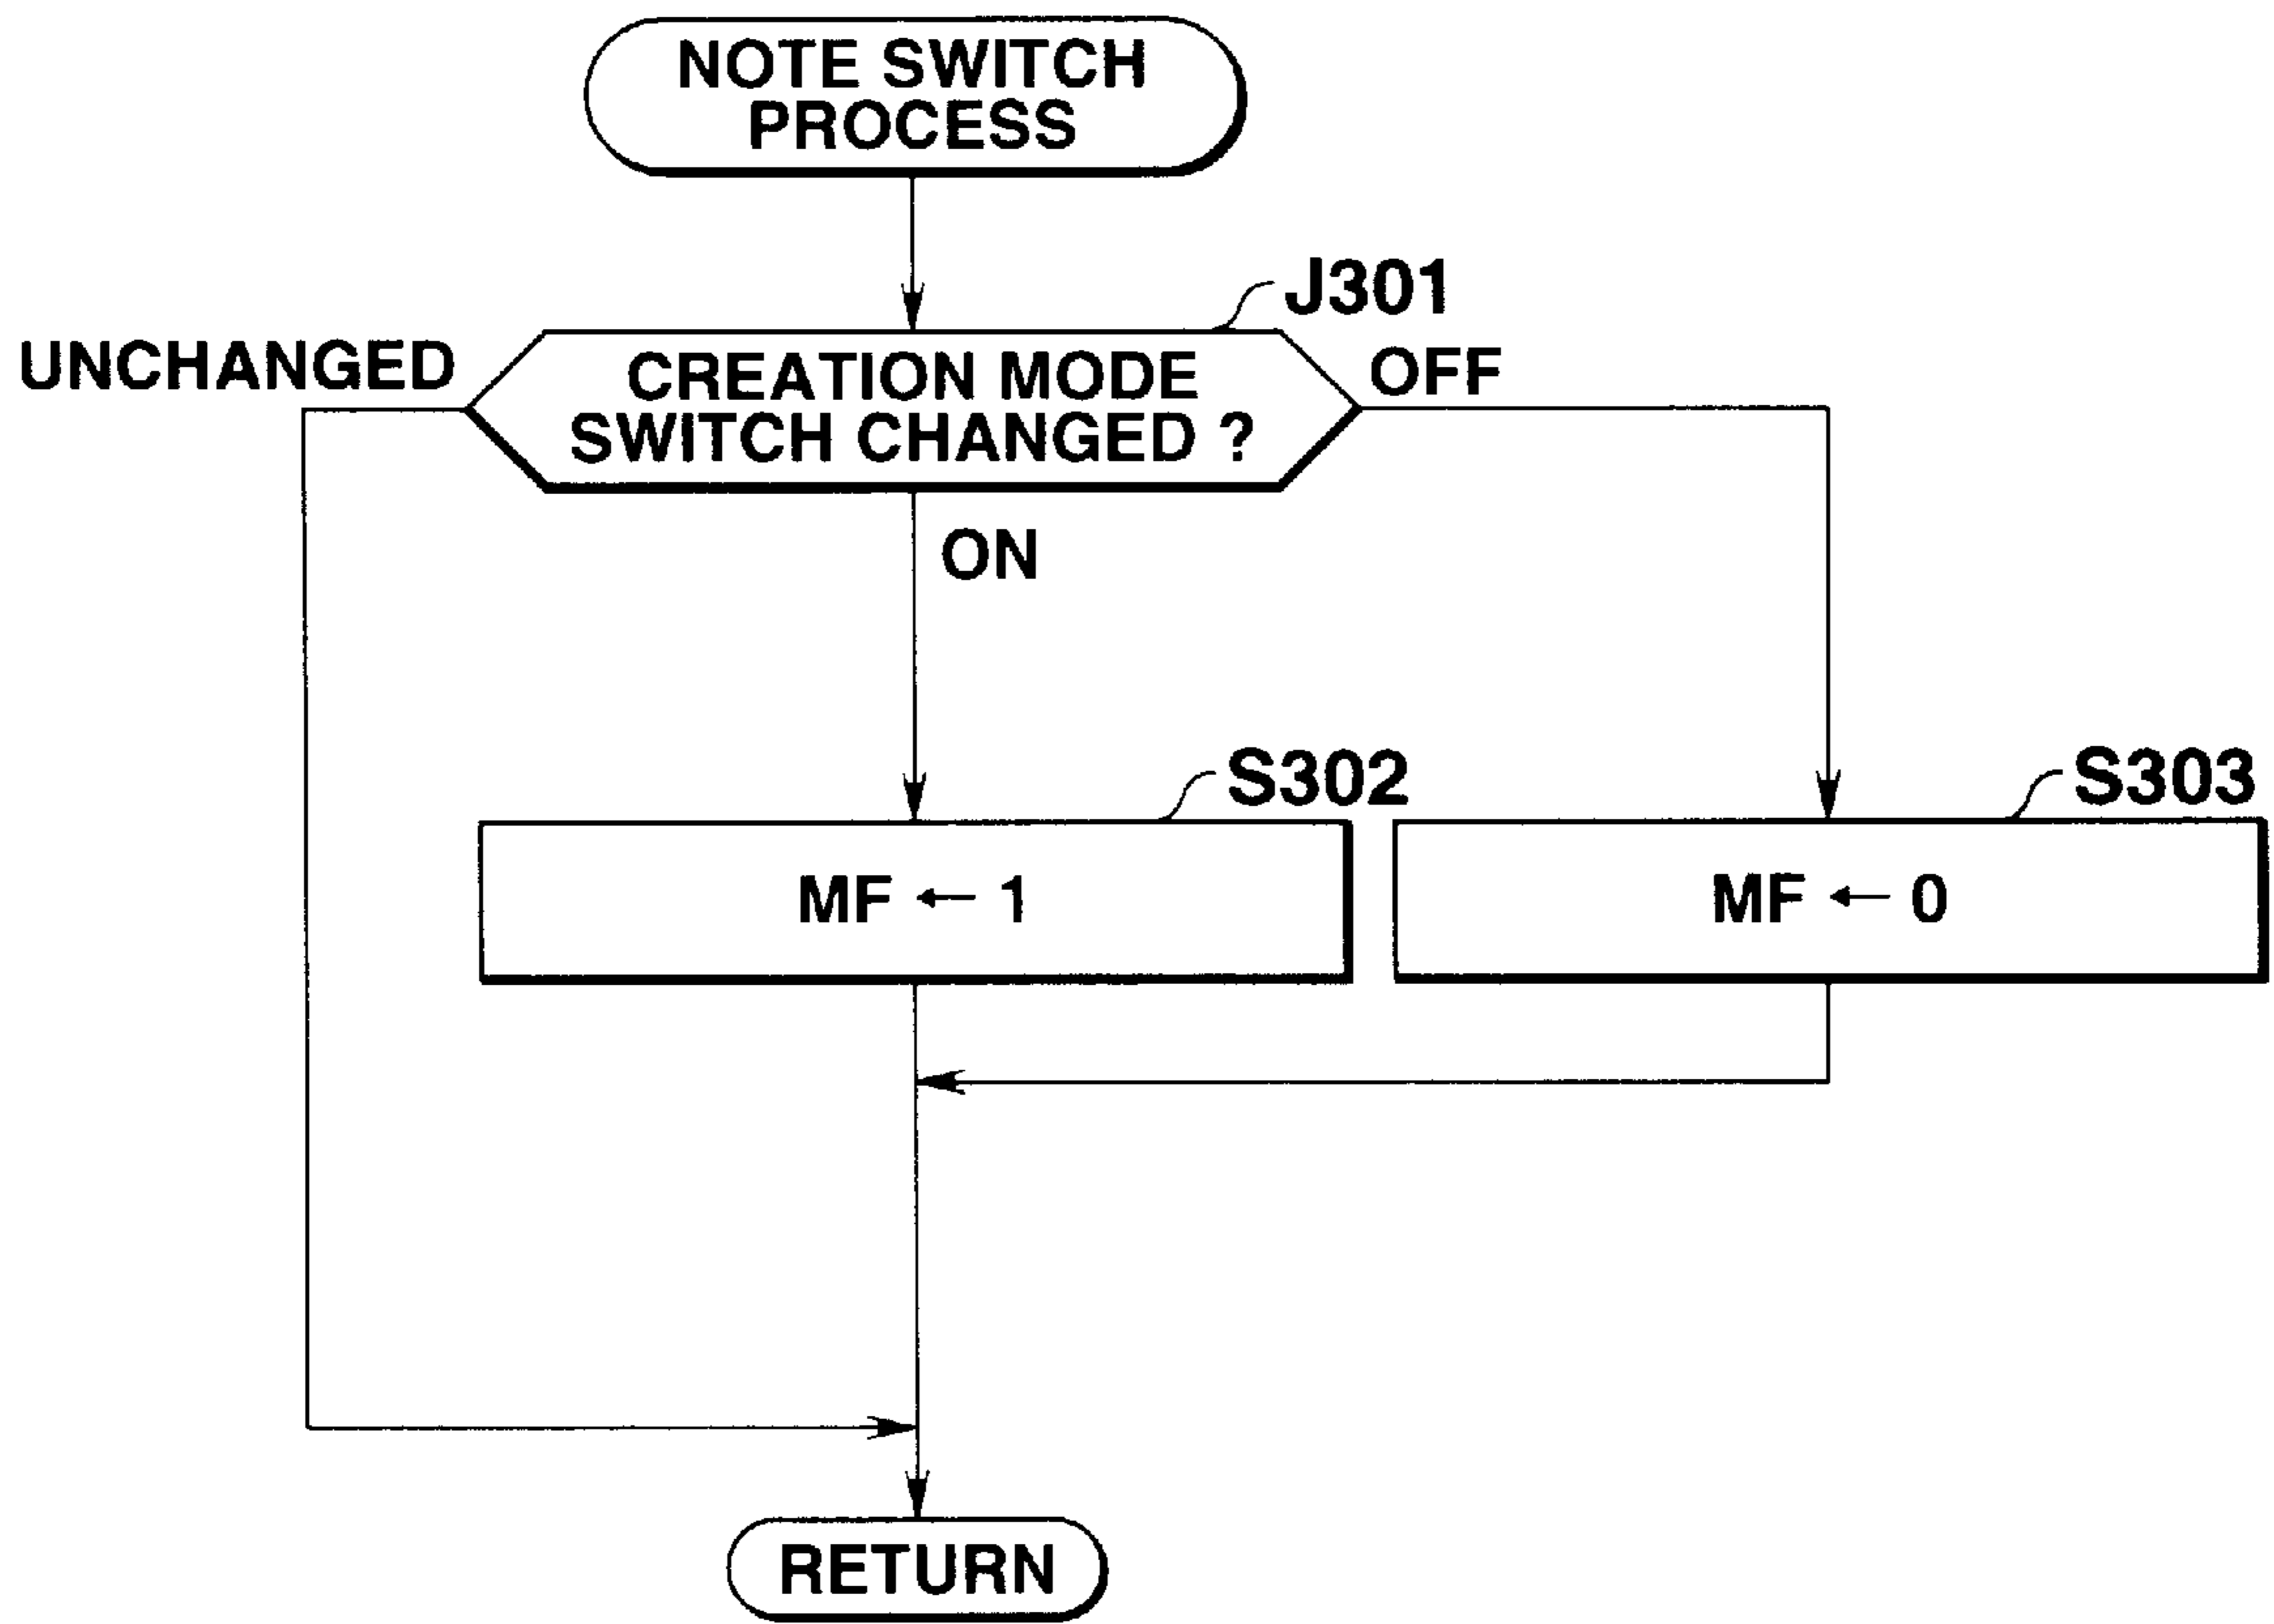 NOTE SWITCH
PROCESS
J301
UNCHANGED
CREATION MODE
SWITCH CHANGED ?
OFF
ON
S302
S303
MF ← 1
MF ← 0
RETURN